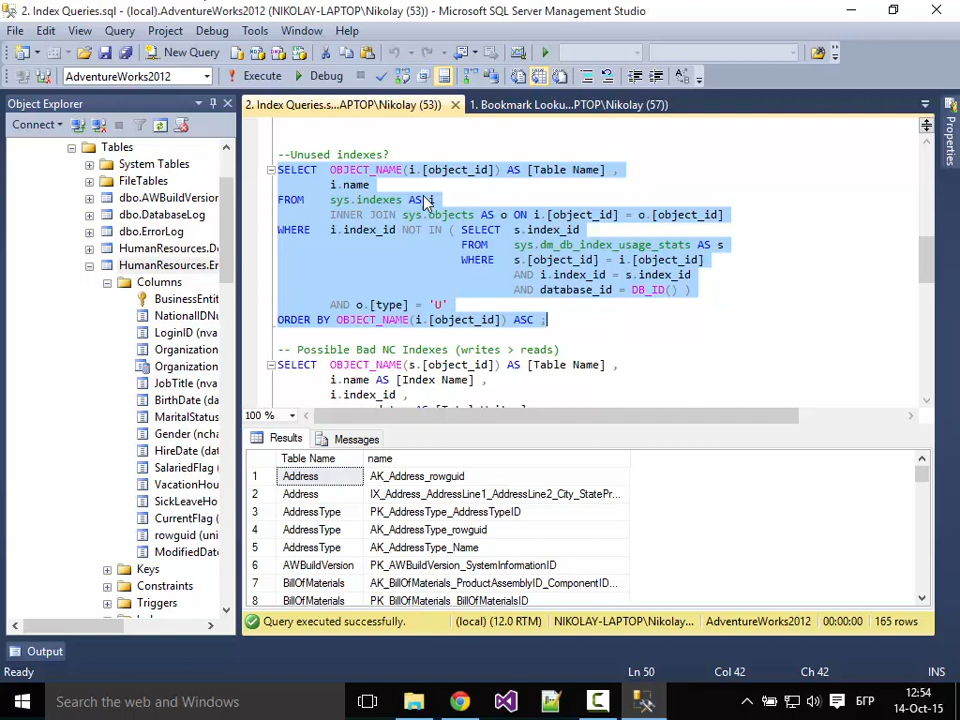 2. Index Queries.sql - (local).AdventureWorks2012 (NIKOLAY-LAPTOP\Nikolay (53)) - Microsoft SQL Server Management Studio
File Edit View Query Project Debug Tools Window Help
New Query
AdventureWorks2012 Execute Debug
Object Explorer
2. Index Queries.s...APTOP\Nikolay (53))
1. Bookmark Looku...PTOP\Nikolay (57))
Properties
Connect
Tables
System Tables
FileTables
dbo.AWBuildVersion
dbo.DatabaseLog
dbo.ErrorLog
HumanResources.De
HumanResources.Em
Columns
BusinessEntit
NationalIDNu
LoginID (nva
Organization
Organization
JobTitle (nva
BirthDate (no
MaritalStatus
Gender (ncha
HireDate (no
SalariedFlag
VacationHou
SickLeaveHo
CurrentFlag (
rowguid (uni
ModifiedDate
Keys
Constraints
Triggers
--Unused indexes?
SELECT OBJECT_NAME(i.[object_id]) AS [Table Name] ,
i.name
FROM sys.indexes AS i
INNER JOIN sys.objects AS o ON i.[object_id] = o.[object_id]
WHERE i.index_id NOT IN ( SELECT s.index_id
FROM sys.dm_db_index_usage_stats AS s
WHERE s.[object_id] = i.[object_id]
AND i.index_id = s.index_id
AND database_id = DB_ID() )
AND o.[type] = 'U'
ORDER BY OBJECT_NAME(i.[object_id]) ASC ;
-- Possible Bad NC Indexes (writes > reads)
SELECT OBJECT_NAME(s.[object_id]) AS [Table Name] ,
i.name AS [Index Name] ,
i.index_id ,
100 %
Results Messages
Table Name name
1 Address AK_Address_rowguid
2 Address IX_Address_AddressLine1_AddressLine2_City_StatePr...
3 AddressType PK_AddressType_AddressTypeID
4 AddressType AK_AddressType_rowguid
5 AddressType AK_AddressType_Name
6 AWBuildVersion PK_AWBuildVersion_SystemInformationID
7 BillOfMaterials AK_BillOfMaterials_ProductAssemblyID_ComponentID...
8 BillOfMaterials PK_BillOfMaterials_BillOfMaterialsID
Query executed successfully. (local) (12.0 RTM) NIKOLAY-LAPTOP\Nikolay... AdventureWorks2012 00:00:00 165 rows
Output
Ready Ln 50 Col 42 Ch 42 INS
Search the web and Windows
БГР
12:54
14-Oct-15